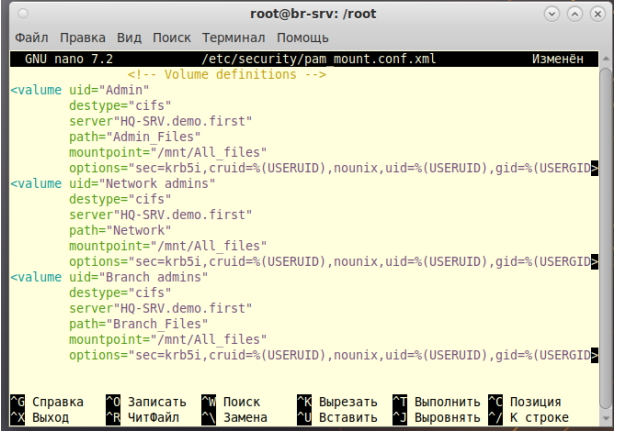 root@br-srv: /root
Файл Правка Вид Поиск Терминал Помощь
GNU nano 7.2 /etc/security/pam_mount.conf.xml Изменён
<!-- Volume definitions -->
<valume uid="Admin"
destype="cifs"
server"HQ-SRV.demo.first"
path="Admin_Files"
mountpoint="/mnt/All_files"
options="sec=krb5i,cruid=%(USERUID),nounix,uid=%(USERUID),gid=%(USERGID>
<valume uid="Network admins"
destype="cifs"
server"HQ-SRV.demo.first"
path="Network"
mountpoint="/mnt/All_files"
options="sec=krb5i,cruid=%(USERUID),nounix,uid=%(USERUID),gid=%(USERGID>
<valume uid="Branch admins"
destype="cifs"
server"HQ-SRV.demo.first"
path="Branch_Files"
mountpoint="/mnt/All_files"
options="sec=krb5i,cruid=%(USERUID),nounix,uid=%(USERUID),gid=%(USERGID>
^G Справка ^O Записать ^W Поиск ^K Вырезать ^T Выполнить ^C Позиция
^X Выход ^R ЧитФайл ^\ Замена ^U Вставить ^J Выровнять ^/ К строке